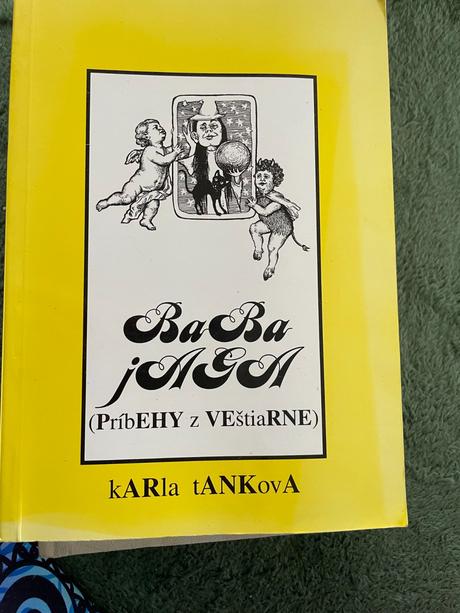 BaBa
jAGA
(PríbEHY z VEštiaRNE)
kARla tANKovA